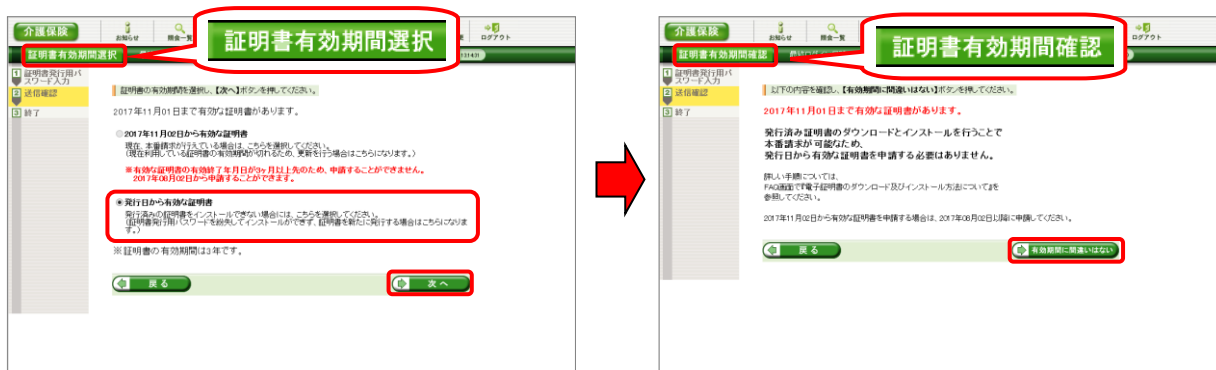 介護保険
お知らせ
照会一覧
ログアウト
証明書有効期間選択
証明書有効期間選択
1 証明書発行用パスワード入力
2 送信確認
3 終了
証明書の有効期間を選択し、【次へ】ボタンを押してください。
2017年11月01日まで有効な証明書があります。
2017年11月02日から有効な証明書
現在、本番請求が行えている場合は、こちらを選択してください。
(現在利用している証明書の有効期間が切れるため、更新を行う場合はこちらになります。)
※有効な証明書の有効終了年月日が3ヶ月以上先のため、申請することができません。
2017年08月02日から申請することができます。
発行日から有効な証明書
発行済みの証明書をインストールできない場合には、こちらを選択してください。
(証明書発行用パスワードを紛失してインストールができず、証明書を新たに発行する場合はこちらになります。)
※証明書の有効期間は3年です。
戻る
次へ
介護保険
お知らせ
照会一覧
ログアウト
証明書有効期間確認
証明書有効期間確認
1 証明書発行用パスワード入力
2 送信確認
3 終了
以下の内容を確認し、【有効期間に間違いはない】ボタンを押してください。
2017年11月01日まで有効な証明書があります。
発行済み証明書のダウンロードとインストールを行うことで
本番請求が可能なため、
発行日から有効な証明書を申請する必要はありません。
詳しい手順については、
FAQ画面で『電子証明書のダウンロード及びインストール方法について』を
参照してください。
2017年11月02日から有効な証明書を申請する場合は、2017年08月02日以降に申請してください。
戻る
有効期間に間違いはない